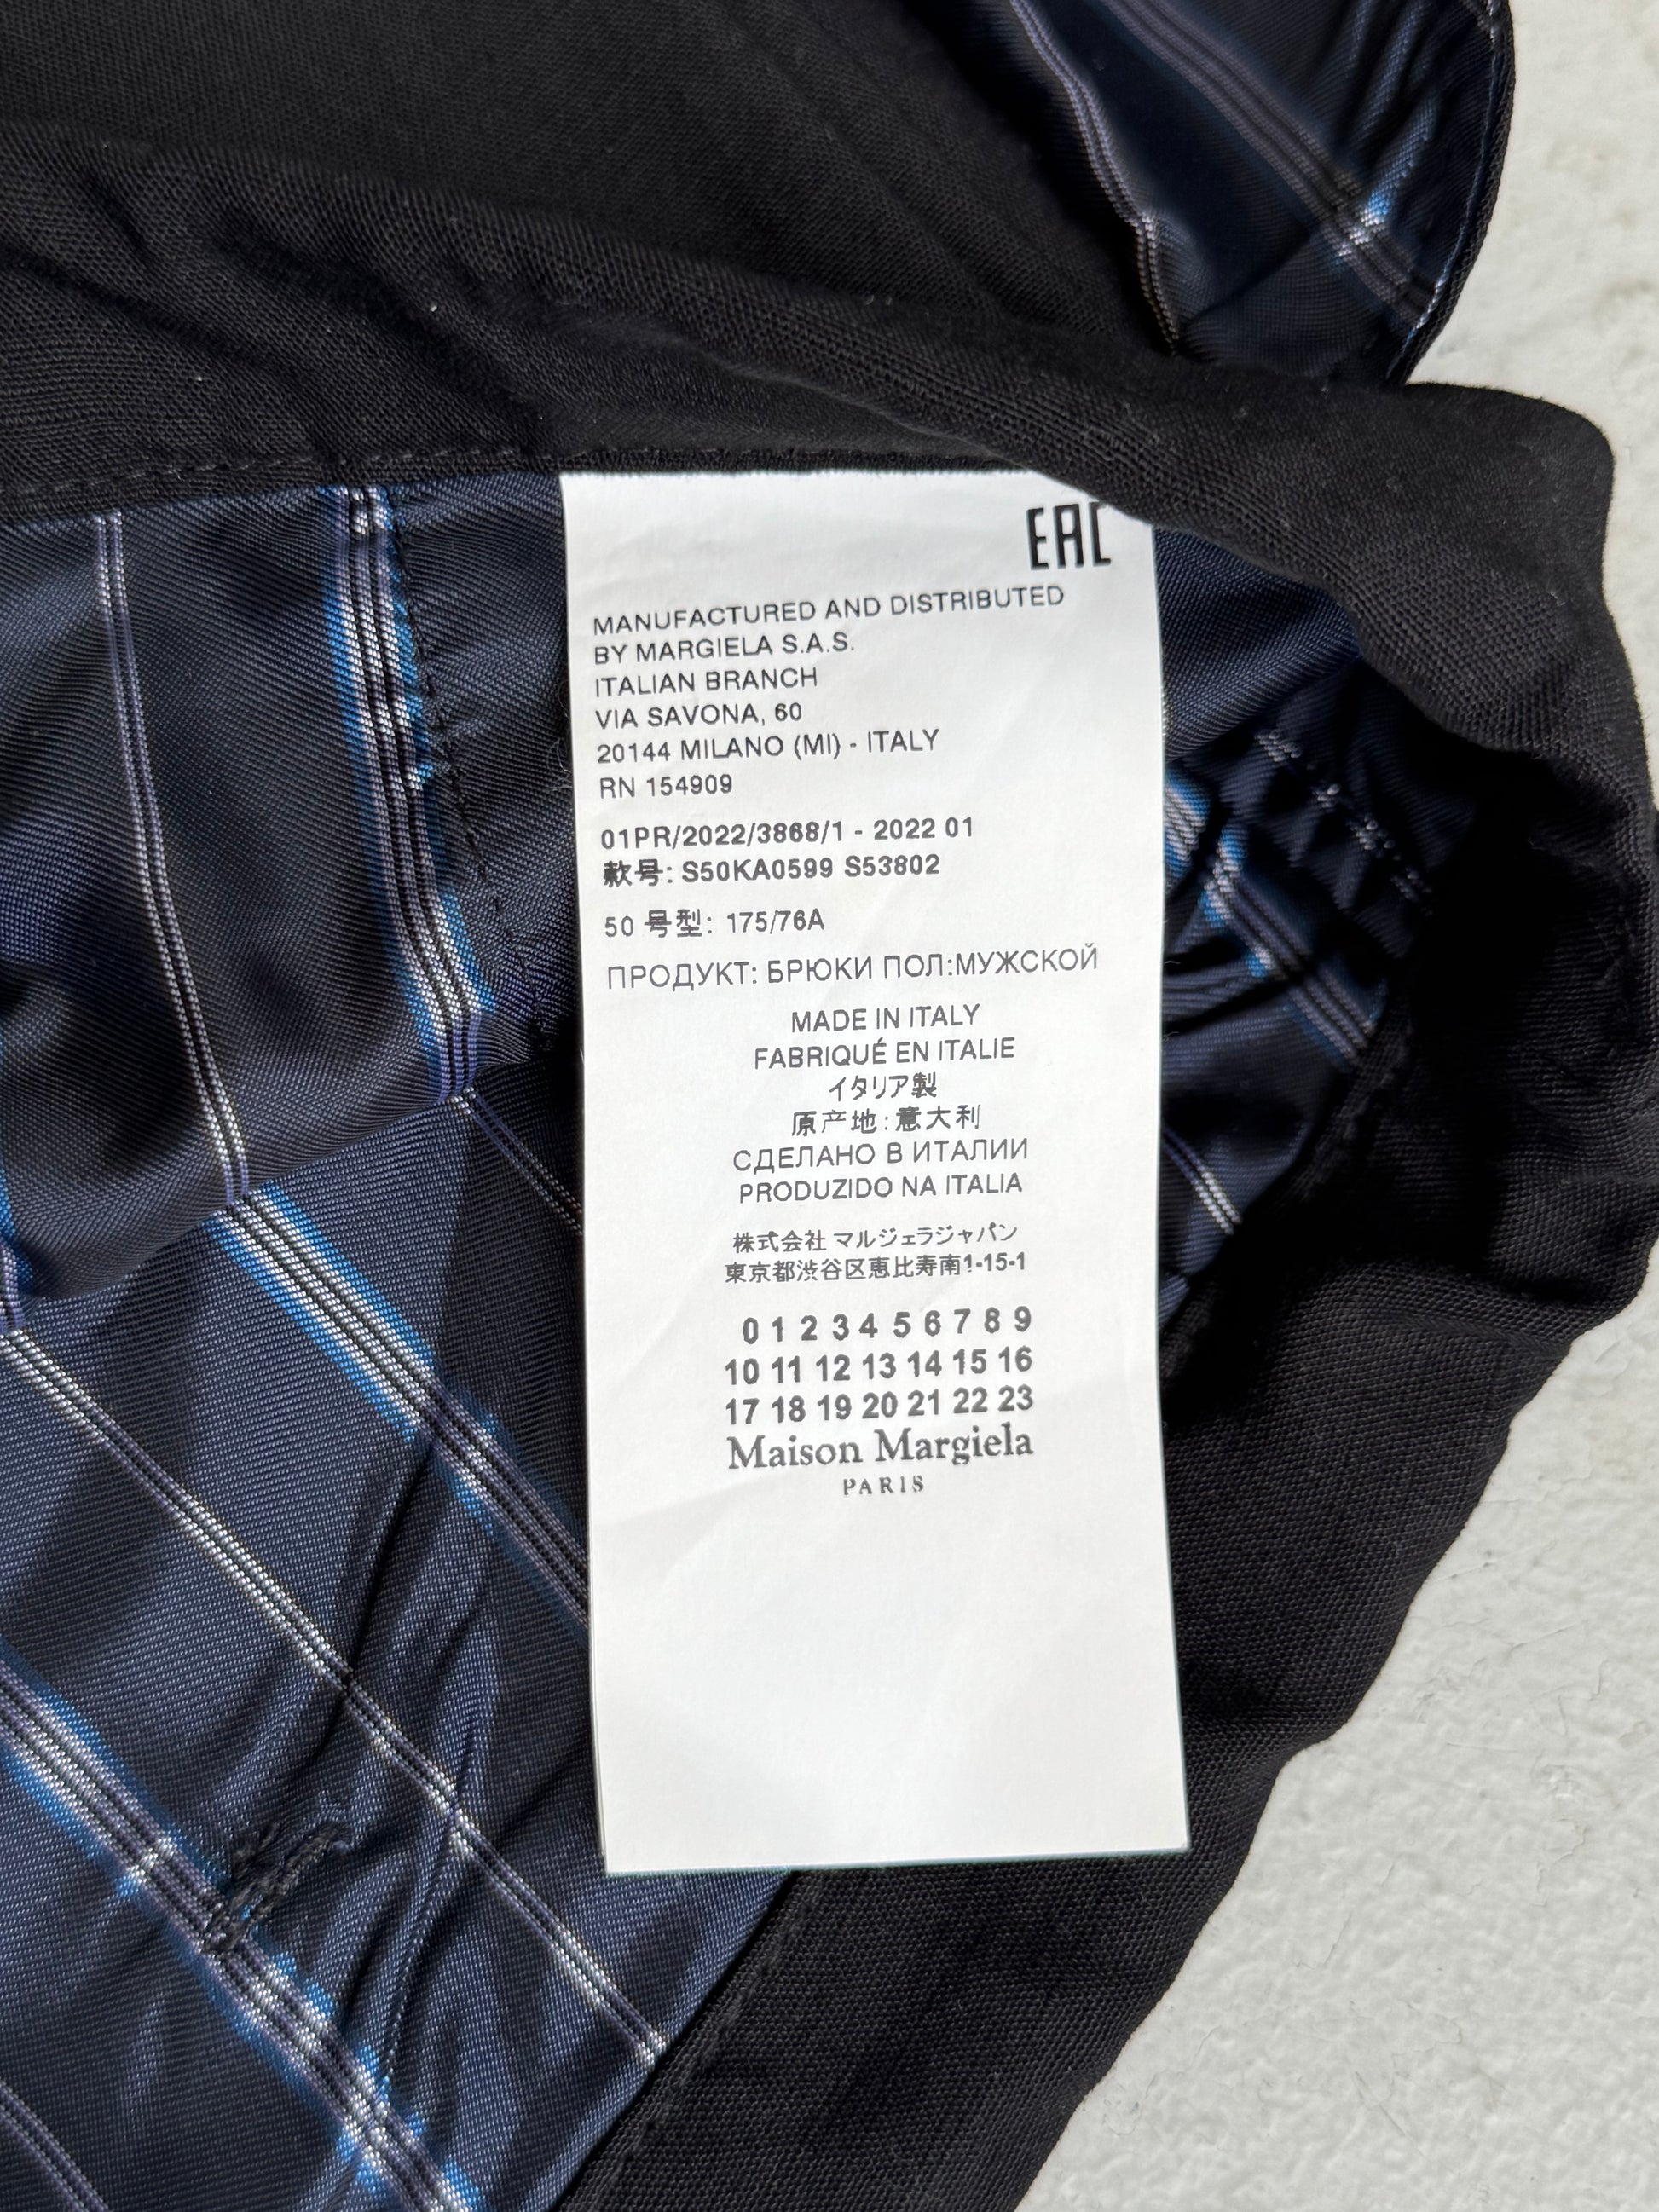 EAC
MANUFACTURED AND DISTRIBUTED
BY MARGIELA S.A.S.
ITALIAN BRANCH
VIA SAVONA, 60
20144 MILANO (MI) - ITALY
RN 154909
01PR/2022/3868/1 - 2022 01
款号: S50KA0599 S53802
50 号型: 175/76A
ПРОДУКТ: БРЮКИ ПОЛ:МУЖСКОЙ
MADE IN ITALY
FABRIQUÉ EN ITALIE
イタリア製
原产地:意大利
СДЕЛАНО В ИТАЛИИ
PRODUZIDO NA ITALIA
株式会社 マルジェラジャパン
東京都渋谷区恵比寿南1-15-1
0 1 2 3 4 5 6 7 8 9
10 11 12 13 14 15 16
17 18 19 20 21 22 23
Maison Margiela
PARIS